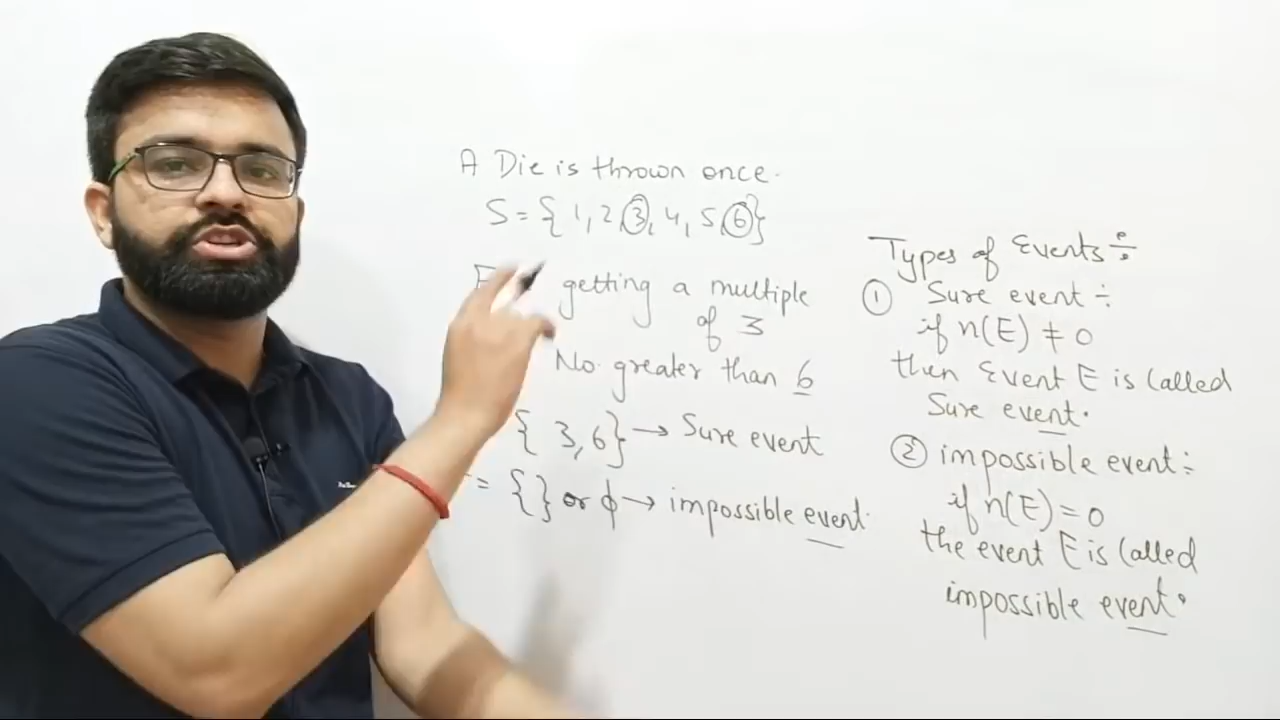 A Die is thrown once.
S = { 1, 2, 3, 4, 5, 6 }
E getting a multiple
of 3
No. greater than 6
{ 3, 6 } → Sure event
= { } or ϕ → impossible event.
Types of Events :-
① Sure event :-
if n(E) ≠ 0
then Event E is called
Sure event.
② impossible event :-
if n(E) = 0
the event E is called
impossible event.